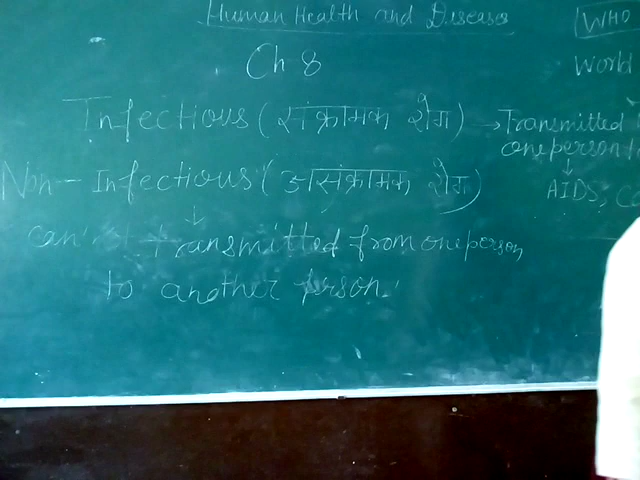 Human Health and Diseases
WHO
Ch 8
World
Infectious (संक्रामक रोग) → Transmitted
one person
Non - Infectious (असंक्रामक रोग)
↓
↓
AIDS,
can't transmitted from one person
to another person.